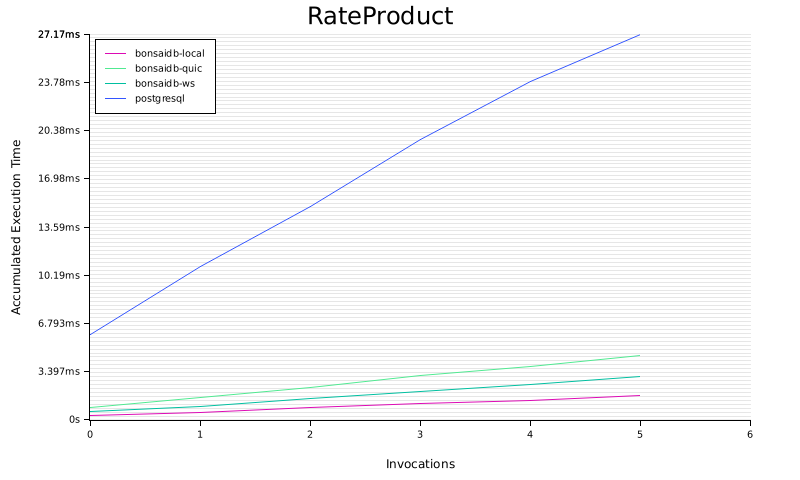 RateProduct
27.17ms
bonsaidb-local
bonsaidb-quic
bonsaidb-ws
postgresql
23.78ms
20.38ms
16.98ms
13.59ms
10.19ms
6.793ms
3.397ms
0s
Accumulated Execution Time
0 1 2 3 4 5 6
Invocations